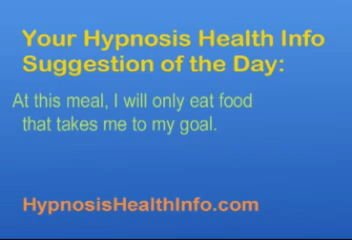 Your Hypnosis Health Info
Suggestion of the Day:
At this meal, I will only eat food
that takes me to my goal.
HypnosisHealthInfo.com